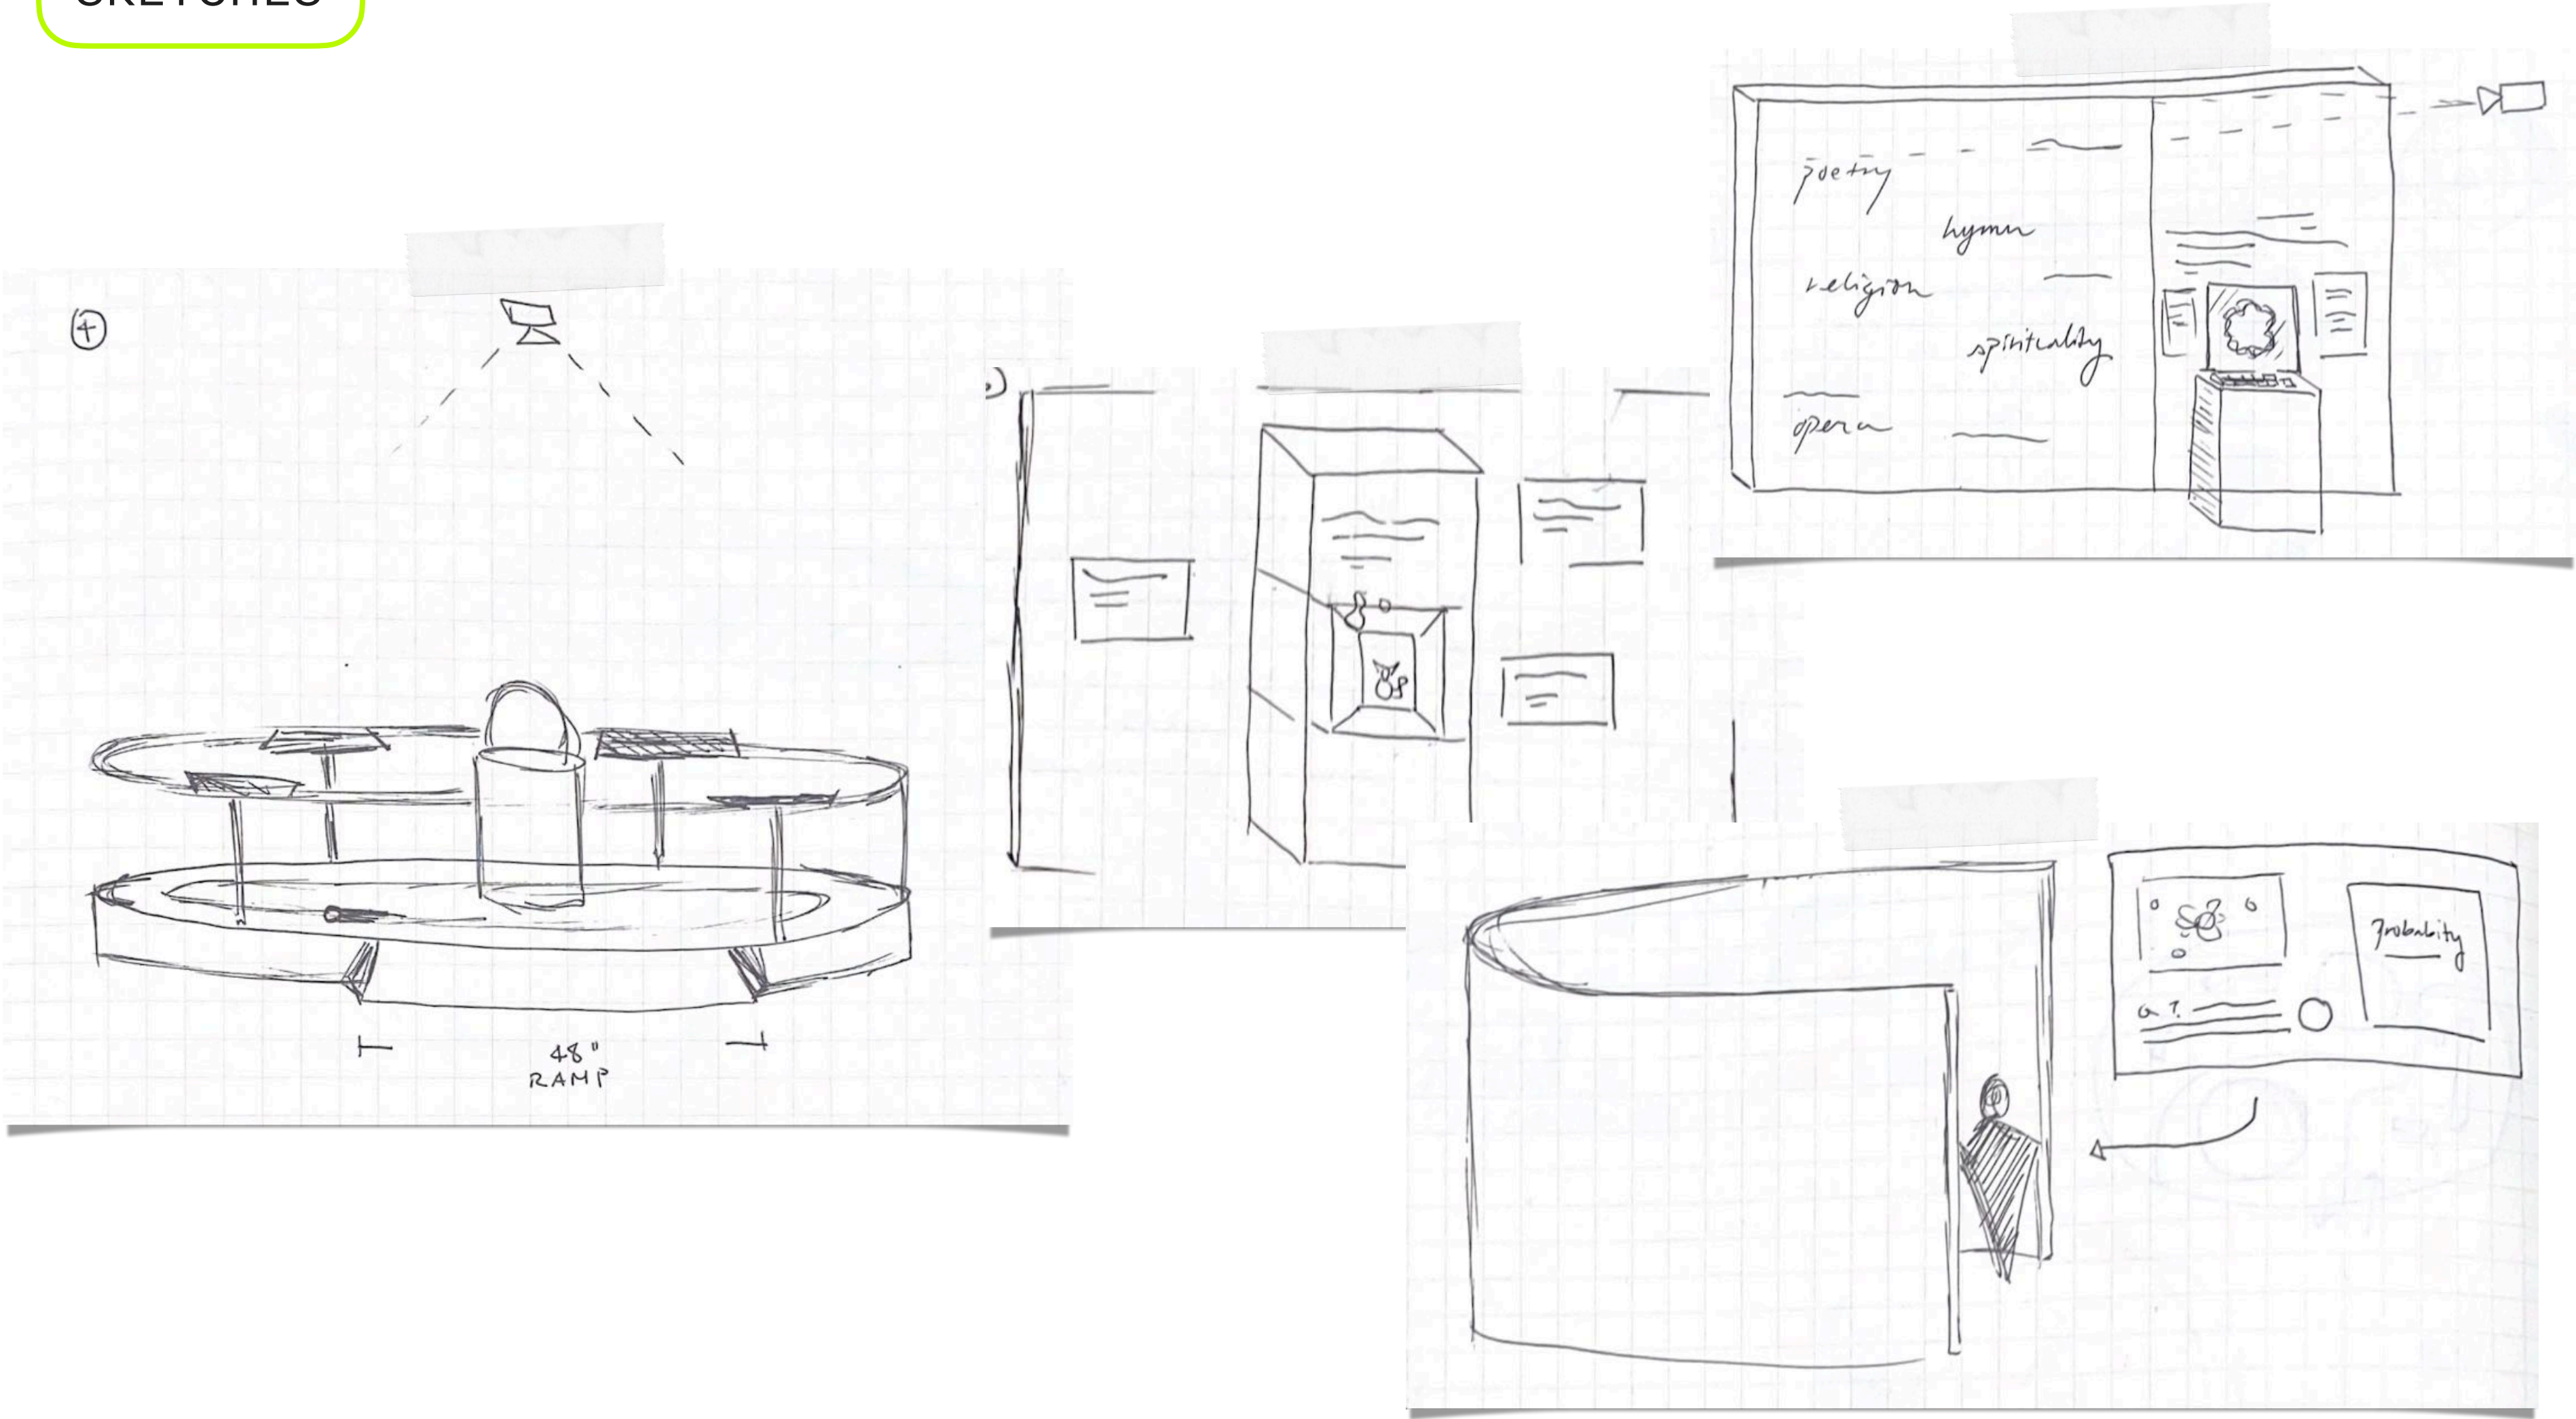 SKETCHES
4
48"
RAMP
poetry
hymn
religion
spirituality
opera
Probability